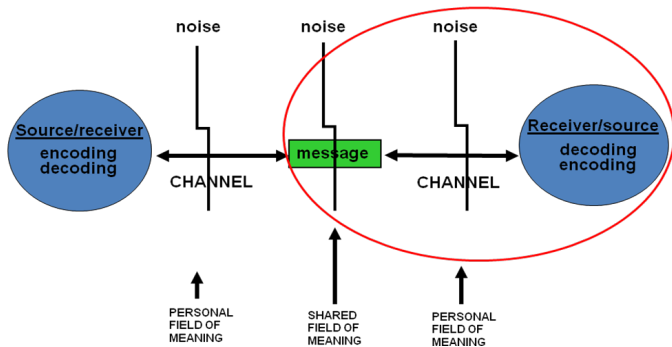 noise
noise
noise
Source/receiver
encoding
decoding
CHANNEL
message
Receiver/source
decoding
encoding
CHANNEL
PERSONAL
FIELD OF
MEANING
SHARED
FIELD OF
MEANING
PERSONAL
FIELD OF
MEANING